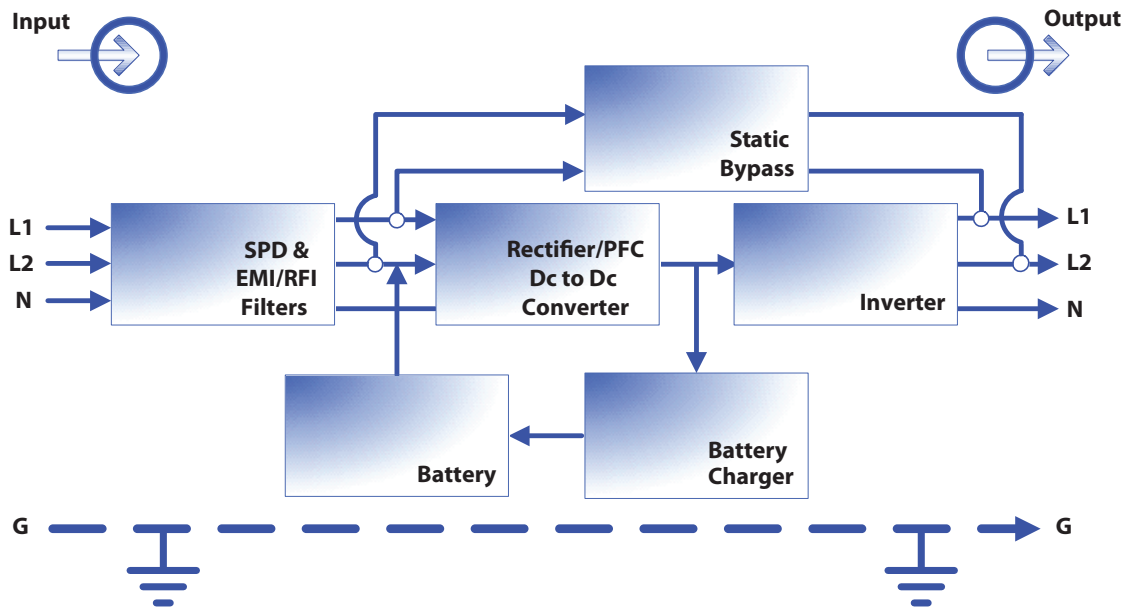 Input
Output
Static
Bypass
L1
L2
N
SPD &
EMI/RFI
Filters
Rectifier/PFC
Dc to Dc
Converter
Inverter
L1
L2
N
Battery
Battery
Charger
G
G